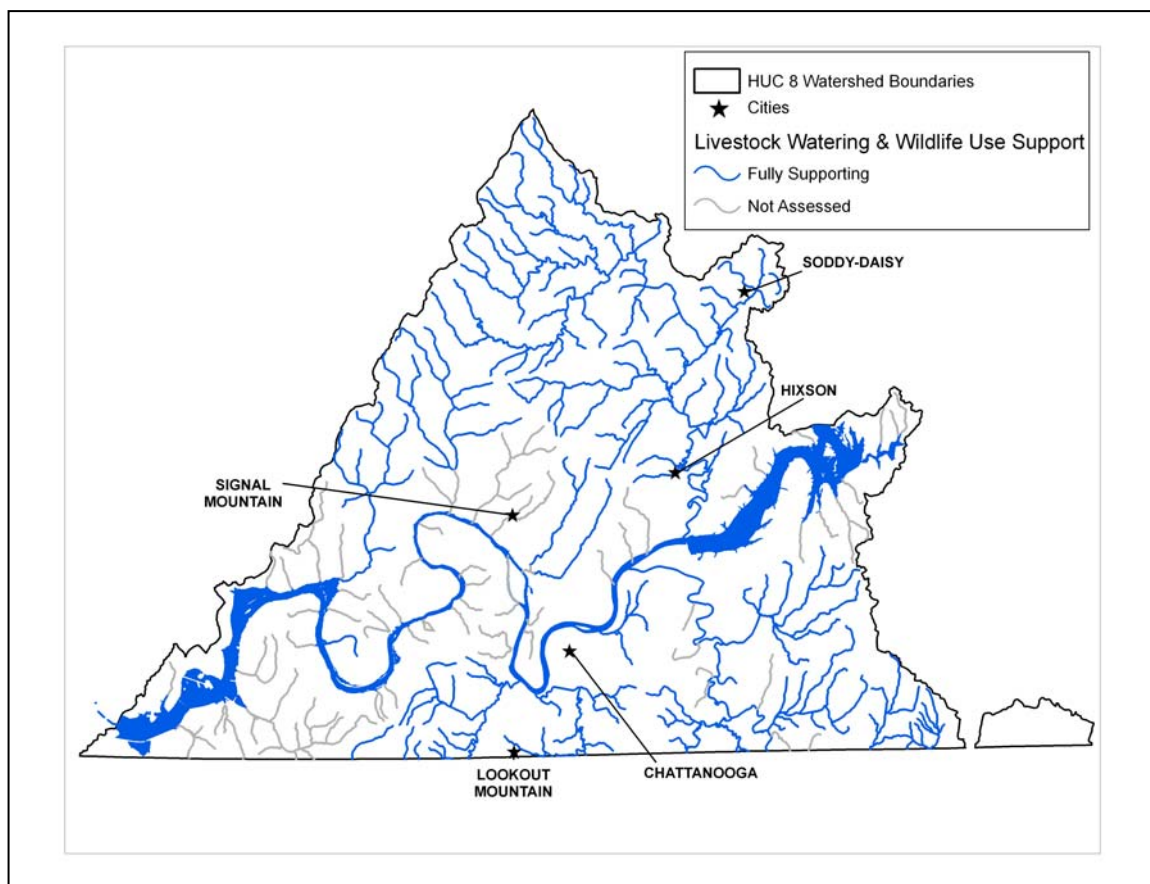 HUC 8 Watershed Boundaries
Cities
Livestock Watering & Wildlife Use Support
Fully Supporting
Not Assessed
SODDY-DAISY
HIXSON
SIGNAL
MOUNTAIN
LOOKOUT
MOUNTAIN
CHATTANOOGA